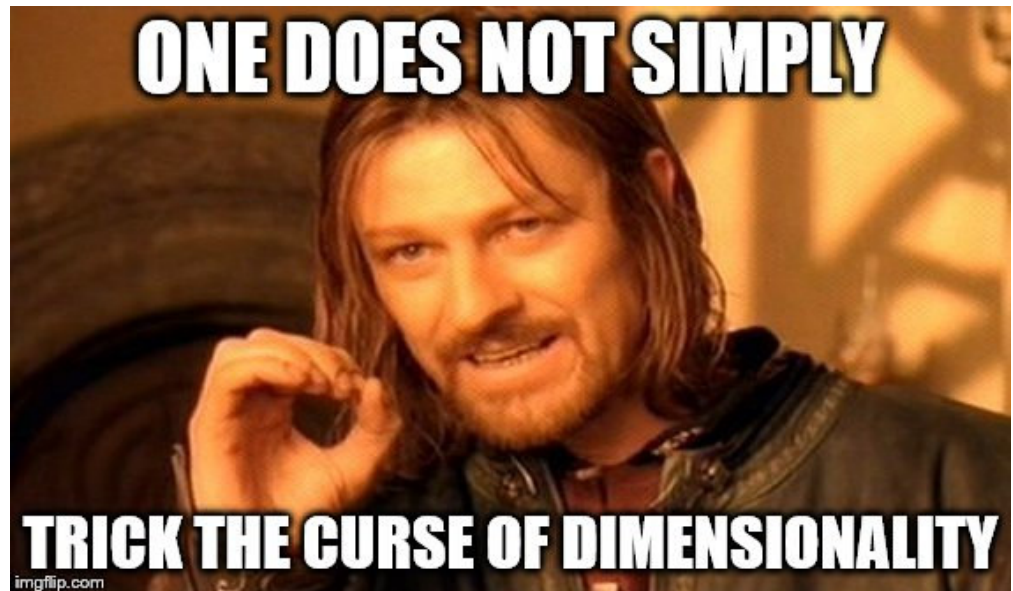 ONE DOES NOT SIMPLY
TRICK THE CURSE OF DIMENSIONALITY
imgflip.com